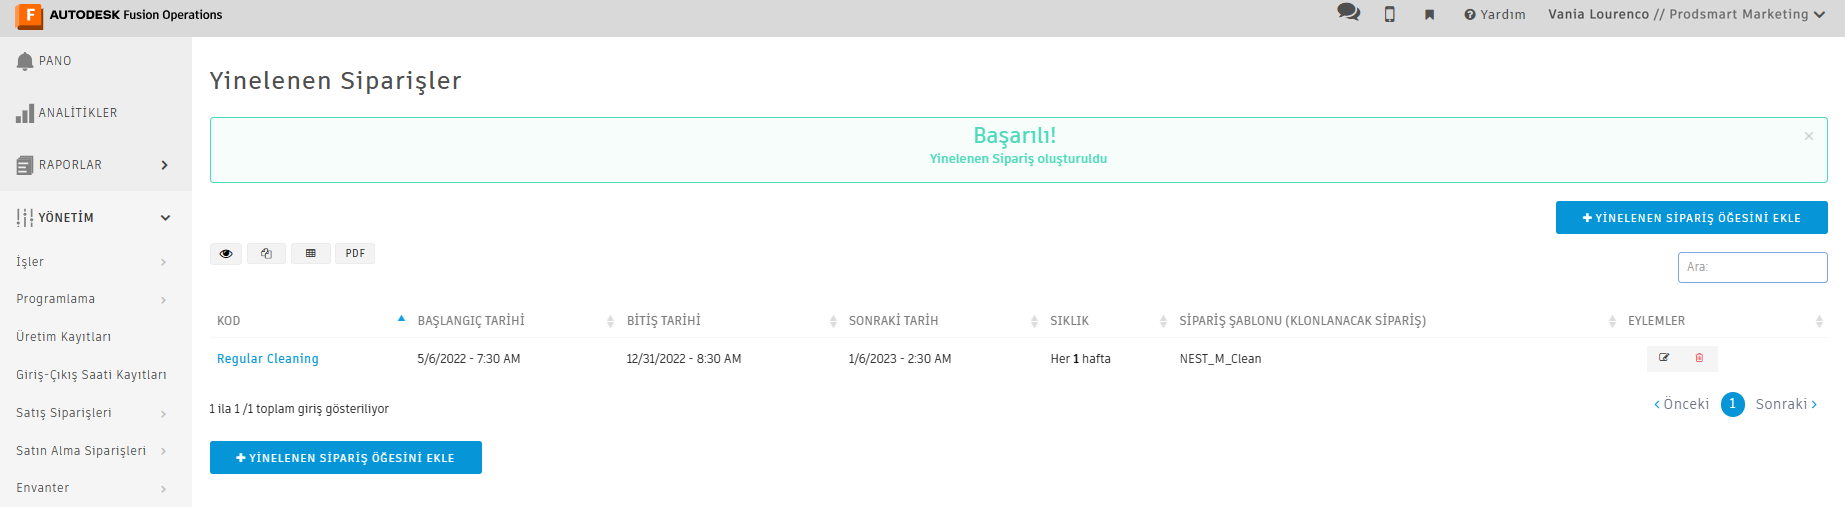 F AUTODESK Fusion Operations
Yardım
Vania Lourenco // Prodsmart Marketing
PANO
ANALİTİKLER
RAPORLAR
YÖNETİM
İşler
Programlama
Üretim Kayıtları
Giriş-Çıkış Saati Kayıtları
Satış Siparişleri
Satın Alma Siparişleri
Envanter
Yinelenen Siparişler
Başarılı!
×
Yinelenen Sipariş oluşturuldu
+ YİNELENEN SİPARİŞ ÖĞESİNİ EKLE
PDF
Ara:
KOD BAŞLANGIÇ TARİHİ BİTİŞ TARİHİ SONRAKİ TARİH SIKLIK SİPARİŞ ŞABLONU (KLONLANACAK SİPARİŞ) EYLEMLER
Regular Cleaning 5/6/2022 - 7:30 AM 12/31/2022 - 8:30 AM 1/6/2023 - 2:30 AM Her 1 hafta NEST_M_Clean
1 ila 1 /1 toplam giriş gösteriliyor
‹ Önceki 1 Sonraki ›
+ YİNELENEN SİPARİŞ ÖĞESİNİ EKLE